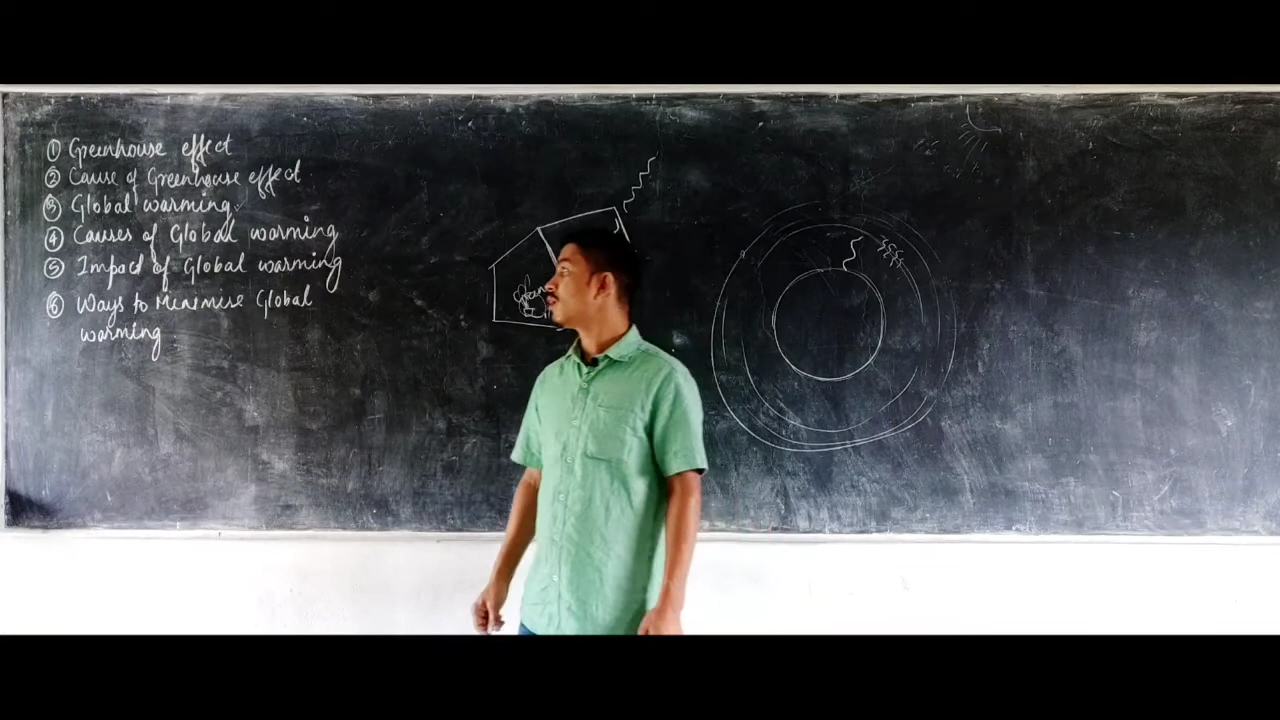 ① Greenhouse effect
② Cause of Greenhouse effect
③ Global warming
④ Causes of Global warming
⑤ Impact of Global warming
⑥ Ways to Minimise Global
warming